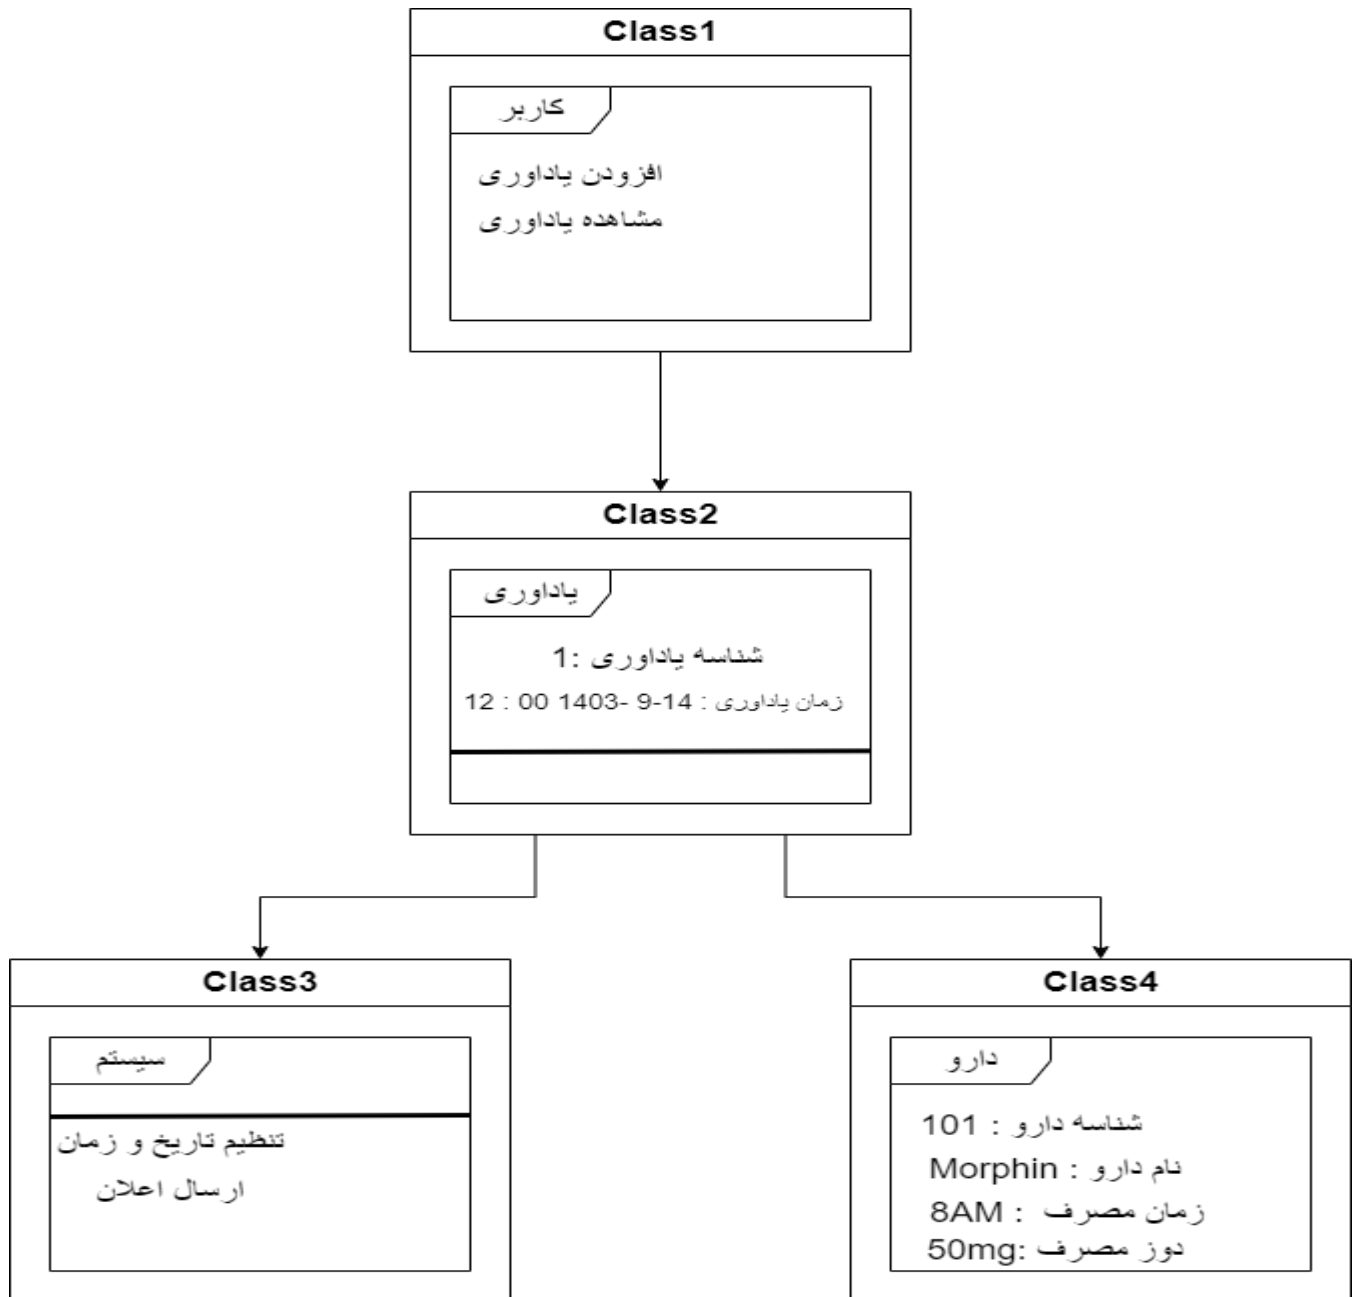 Class1
کاربر
افزودن یاداوری
مشاهده یاداوری
Class2
یاداوری
شناسه یاداوری :1
زمان یاداوری : 14-9 -1403 00 : 12
Class3
سیستم
تنظیم تاریخ و زمان
ارسال اعلان
Class4
دارو
شناسه دارو : 101
نام دارو : Morphin
زمان مصرف : 8AM
دوز مصرف :50mg